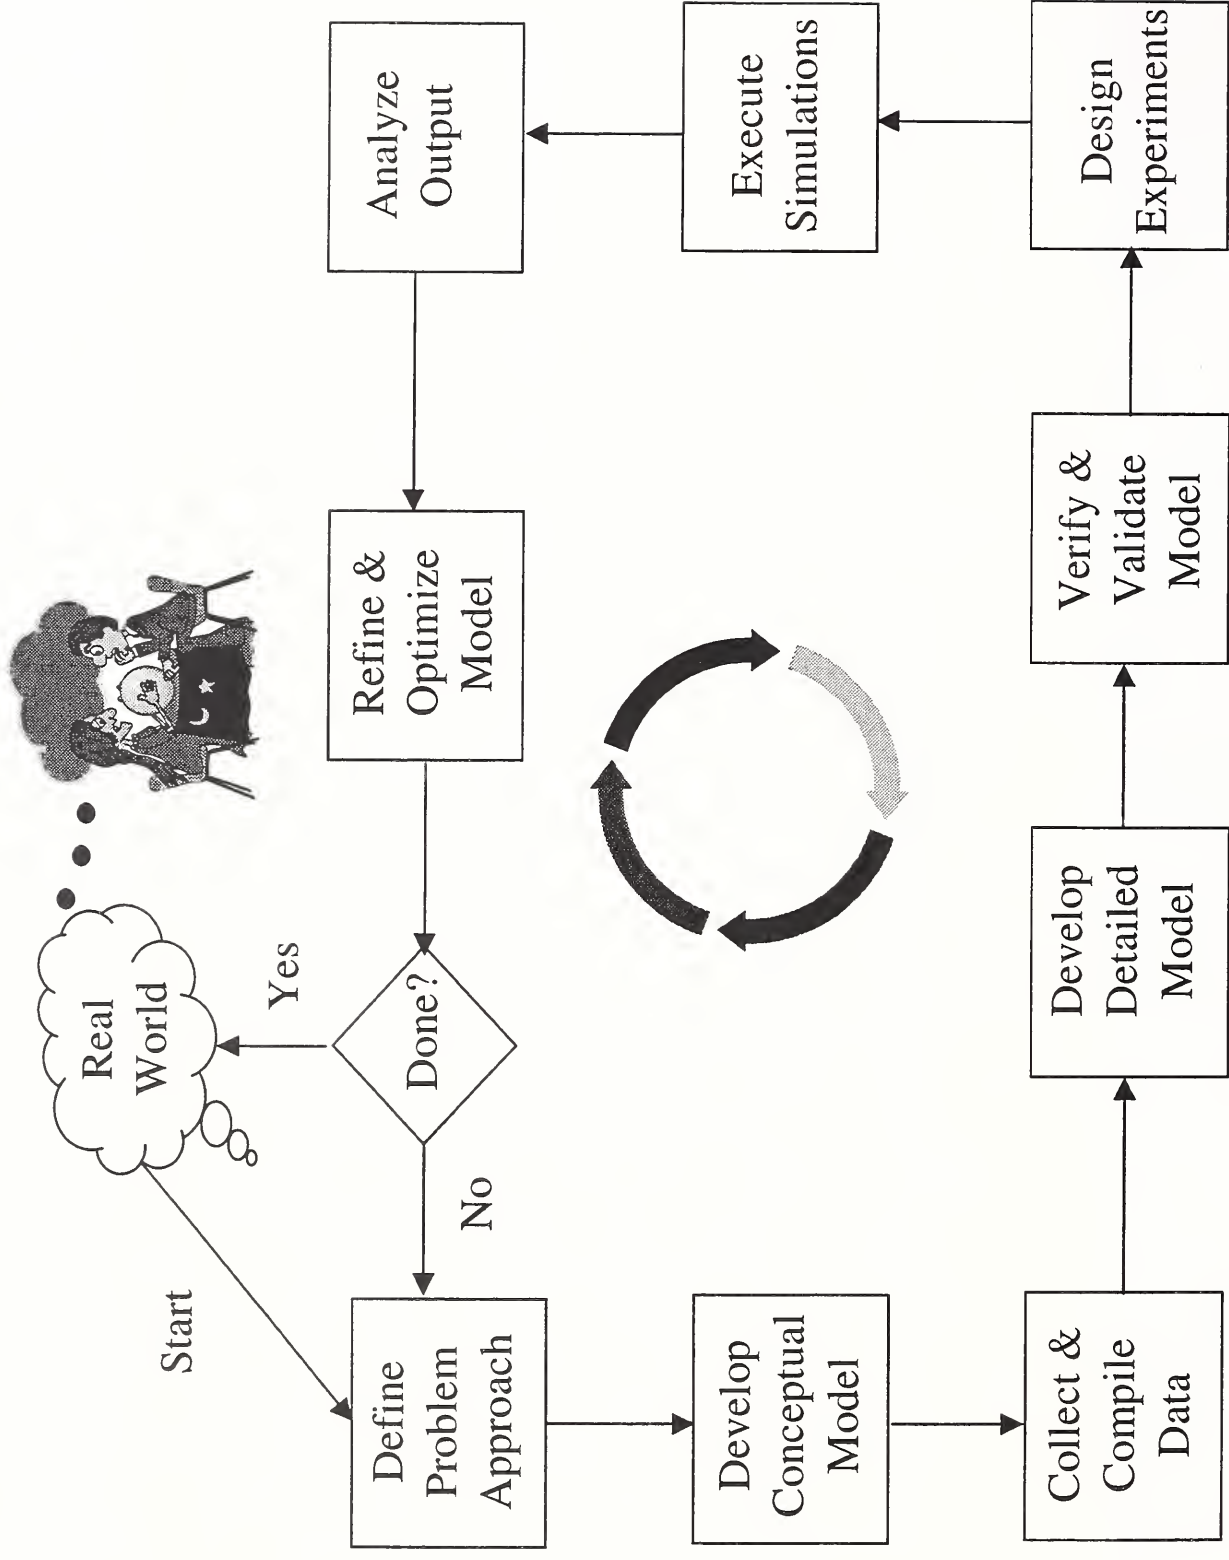 Real
World
Start
Yes
Done?
No
Define
Problem
Approach
Develop
Conceptual
Model
Collect &
Compile
Data
Develop
Detailed
Model
Verify &
Validate
Model
Design
Experiments
Execute
Simulations
Analyze
Output
Refine &
Optimize
Model